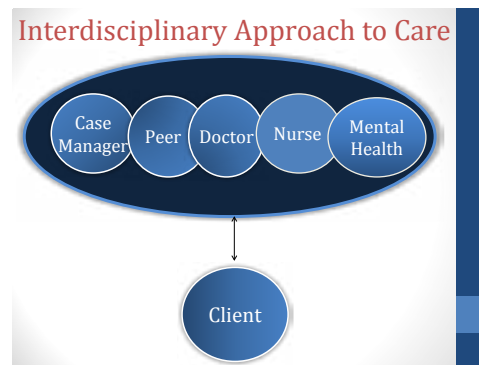 Interdisciplinary Approach to Care
Case
Manager
Peer
Doctor
Nurse
Mental
Health
Client